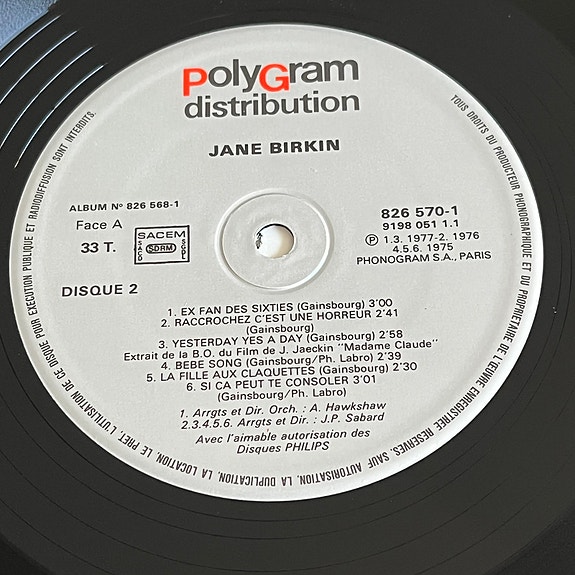 PolyGram
distribution
JANE BIRKIN
ALBUM Nº 826 568-1
Face A
33 T.
SACEM
SDRM
SACD
SGDL
DISQUE 2
826 570-1
9198 051 1.1
Ⓟ 1.3. 1977-2. 1976
4.5.6. 1975
PHONOGRAM S.A., PARIS
1. EX FAN DES SIXTIES (Gainsbourg) 3'00
2. RACCROCHEZ C'EST UNE HORREUR 2'41
(Gainsbourg)
3. YESTERDAY YES A DAY (Gainsbourg) 2'58
Extrait de la B.O. du Film de J. Jaeckin "Madame Claude"
4. BEBE SONG (Gainsbourg/Ph. Labro) 2'39
5. LA FILLE AUX CLAQUETTES (Gainsbourg) 2'30
6. SI CA PEUT TE CONSOLER 3'01
(Gainsbourg/Ph. Labro)
1. Arrgts et Dir. Orch. : A. Hawkshaw
2.3.4.5.6. Arrgts et Dir. : J.P. Sabard
Avec l'aimable autorisation des
Disques PHILIPS
TOUS DROITS DU PRODUCTEUR PHONOGRAPHIQUE ET DU PROPRIETAIRE DE L'ŒUVRE ENREGISTREE RESERVES. SAUF AUTORISATION, LA DUPLICATION, LA LOCATION, LE PRET, L'UTILISATION DE CE DISQUE POUR EXECUTION PUBLIQUE ET RADIODIFFUSION SONT INTERDITS.